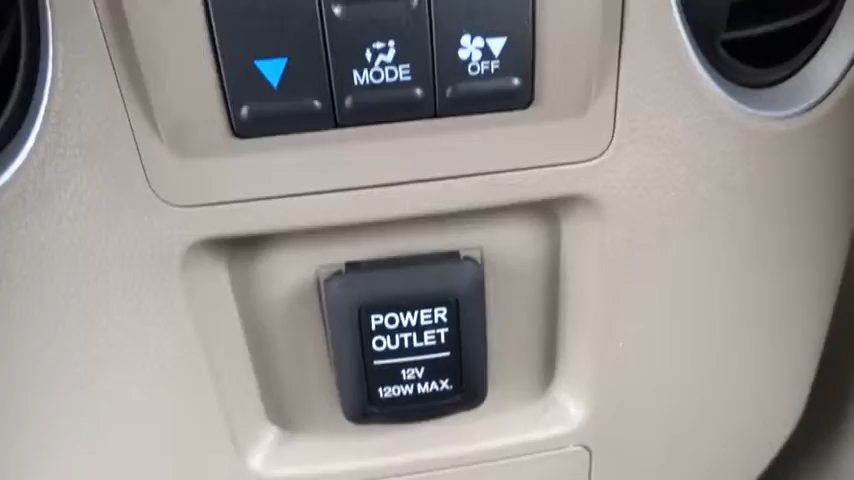 MODE
OFF
POWER
OUTLET
12V
120W MAX.